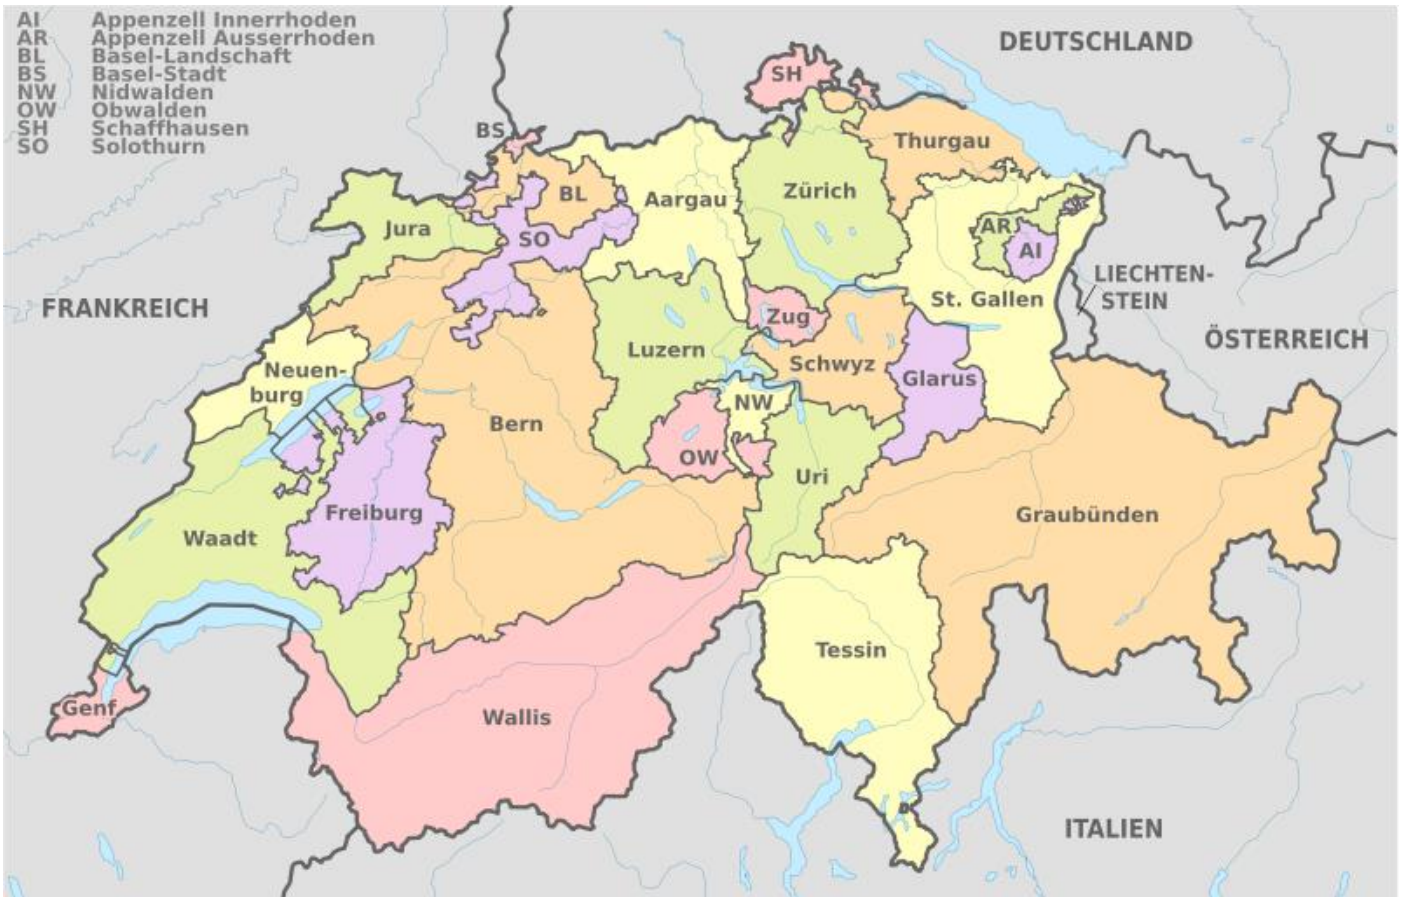 AI Appenzell Innerrhoden
AR Appenzell Ausserrhoden
BL Basel-Landschaft
BS Basel-Stadt
NW Nidwalden
OW Obwalden
SH Schaffhausen
SO Solothurn
DEUTSCHLAND
SH
BS
Thurgau
BL
Aargau
Zürich
Jura
SO
AR
AI
LIECHTEN-
STEIN
FRANKREICH
St. Gallen
Zug
ÖSTERREICH
Luzern
Schwyz
Neuen-
burg
Glarus
NW
Bern
OW
Uri
Freiburg
Graubünden
Waadt
Tessin
Genf
Wallis
ITALIEN